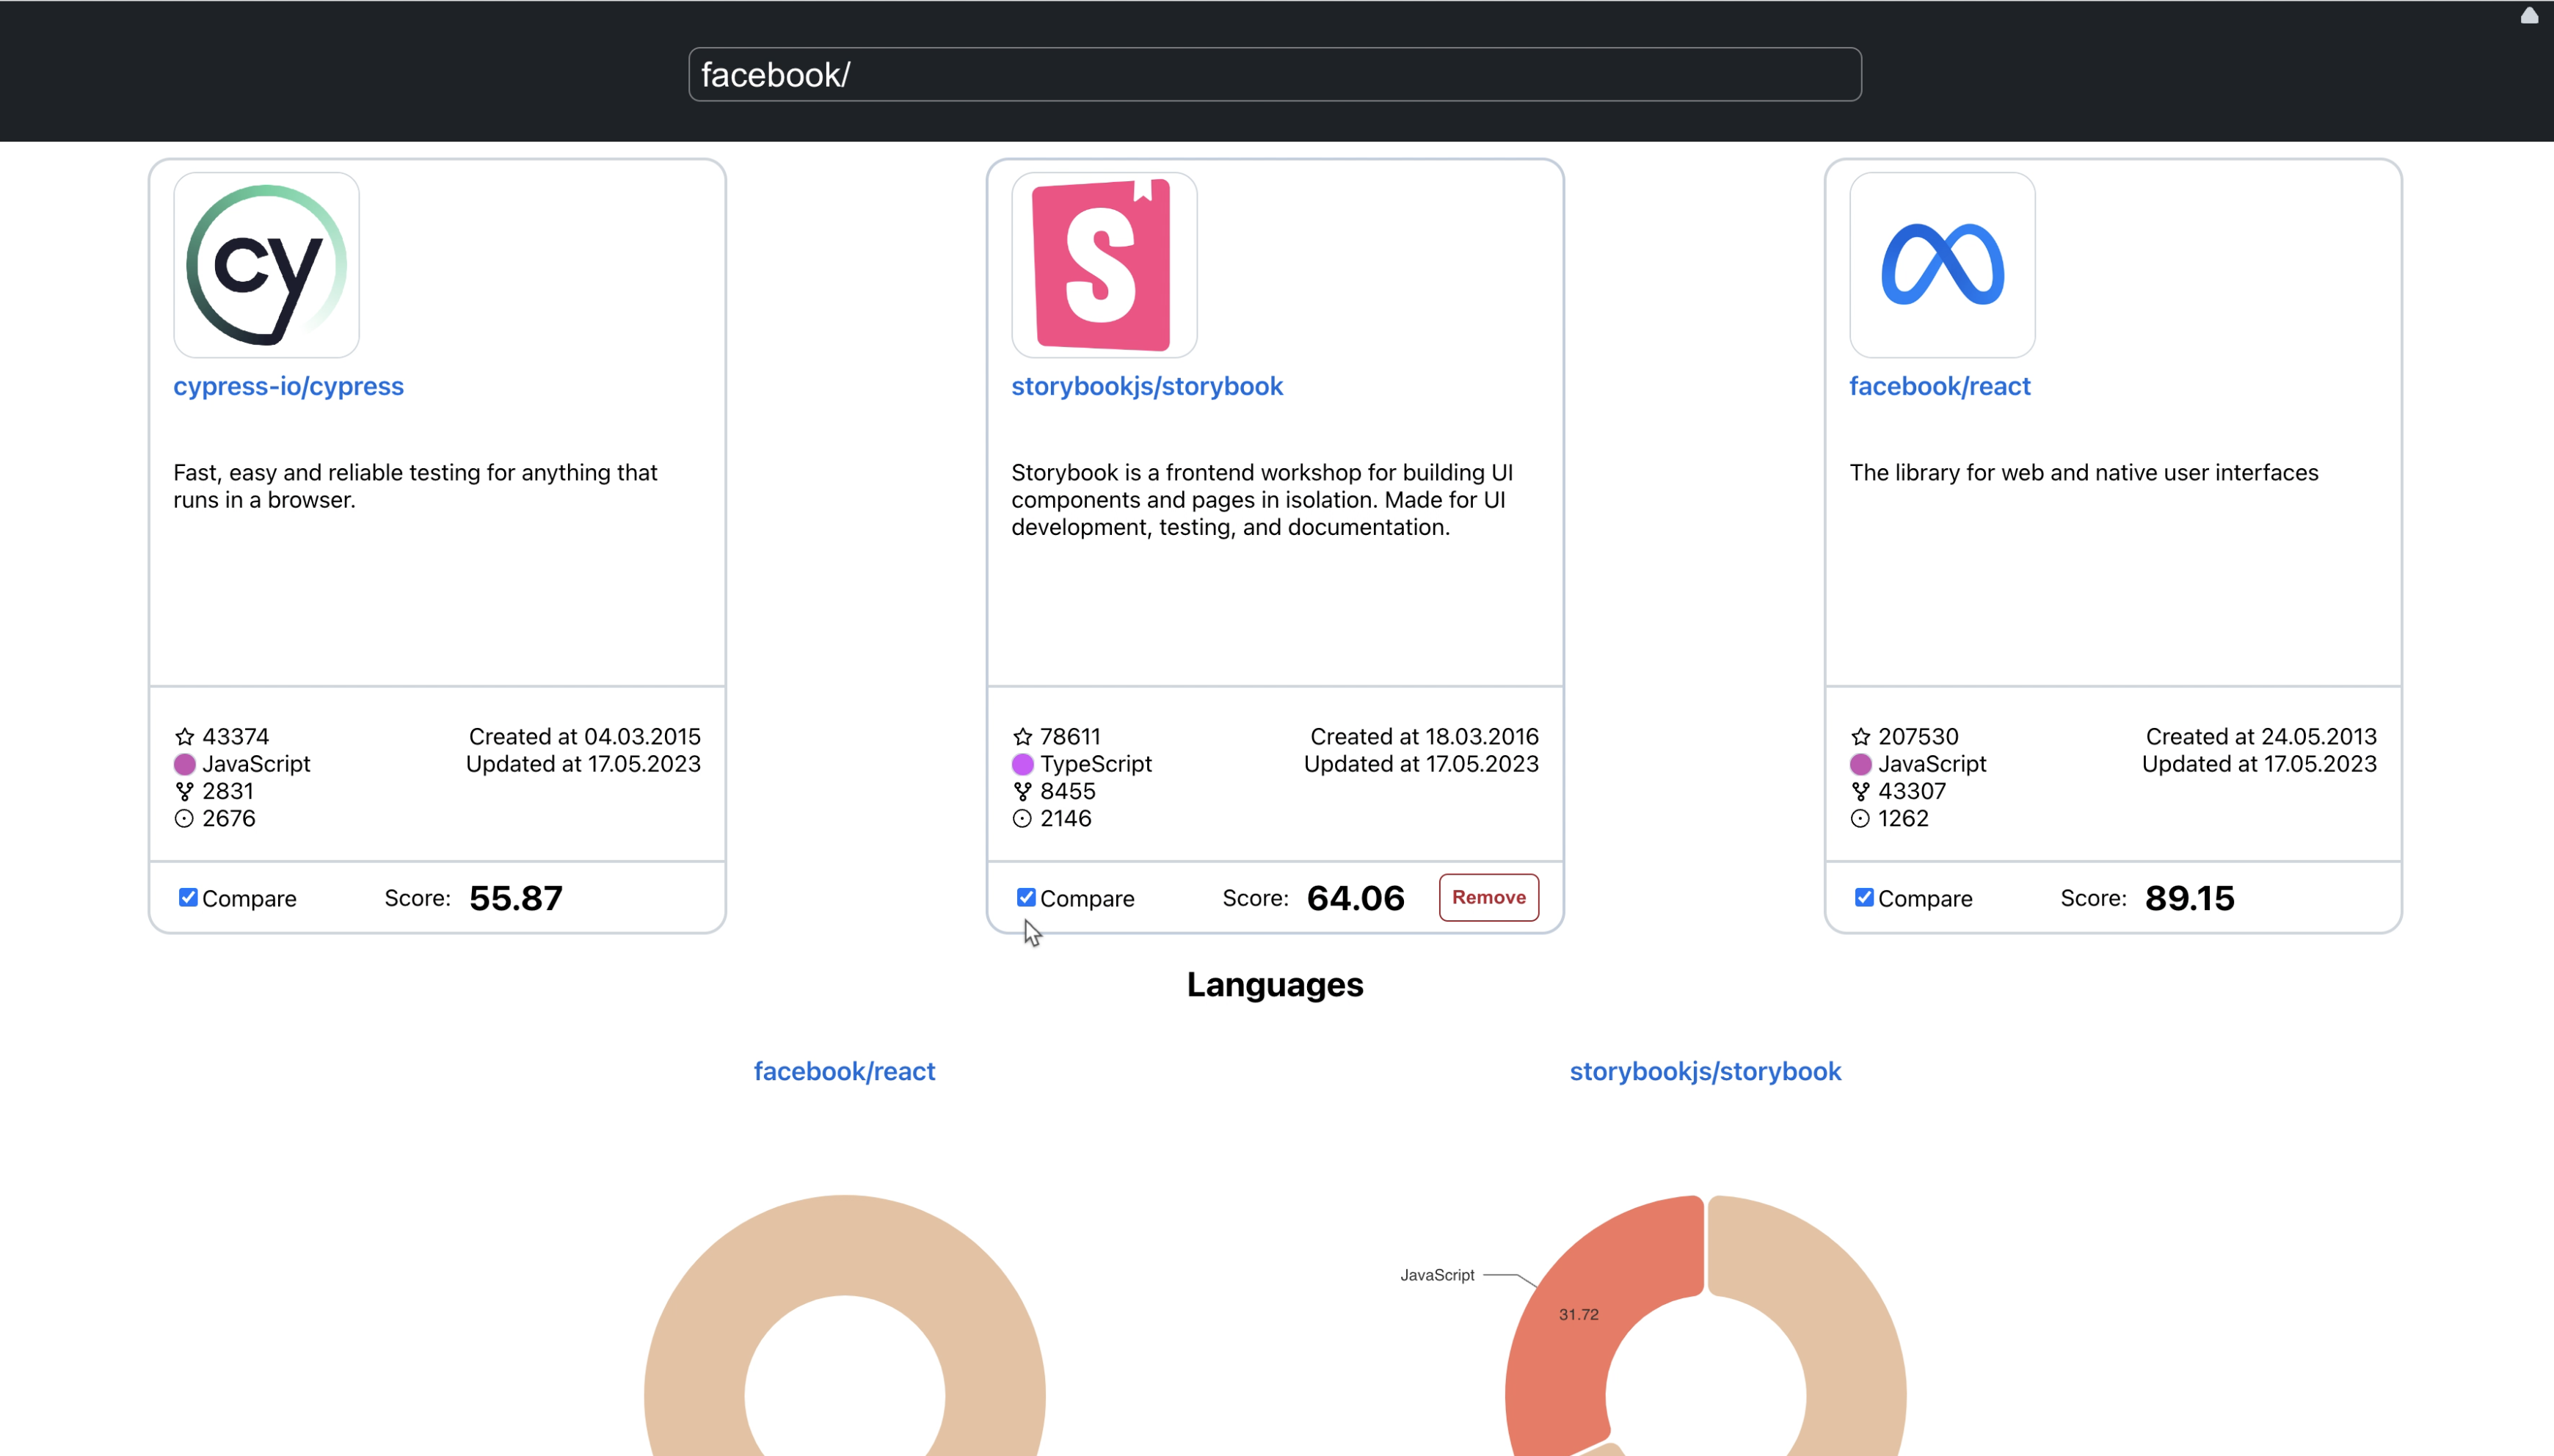 facebook/
cy
cypress-io/cypress
Fast, easy and reliable testing for anything that
runs in a browser.
43374
Created at 04.03.2015
JavaScript
Updated at 17.05.2023
2831
2676
Compare
Score: 55.87
S
storybookjs/storybook
Storybook is a frontend workshop for building UI
components and pages in isolation. Made for UI
development, testing, and documentation.
78611
Created at 18.03.2016
TypeScript
Updated at 17.05.2023
8455
2146
Compare
Score: 64.06
Remove
facebook/react
The library for web and native user interfaces
207530
Created at 24.05.2013
JavaScript
Updated at 17.05.2023
43307
1262
Compare
Score: 89.15
Languages
facebook/react
storybookjs/storybook
JavaScript
31.72